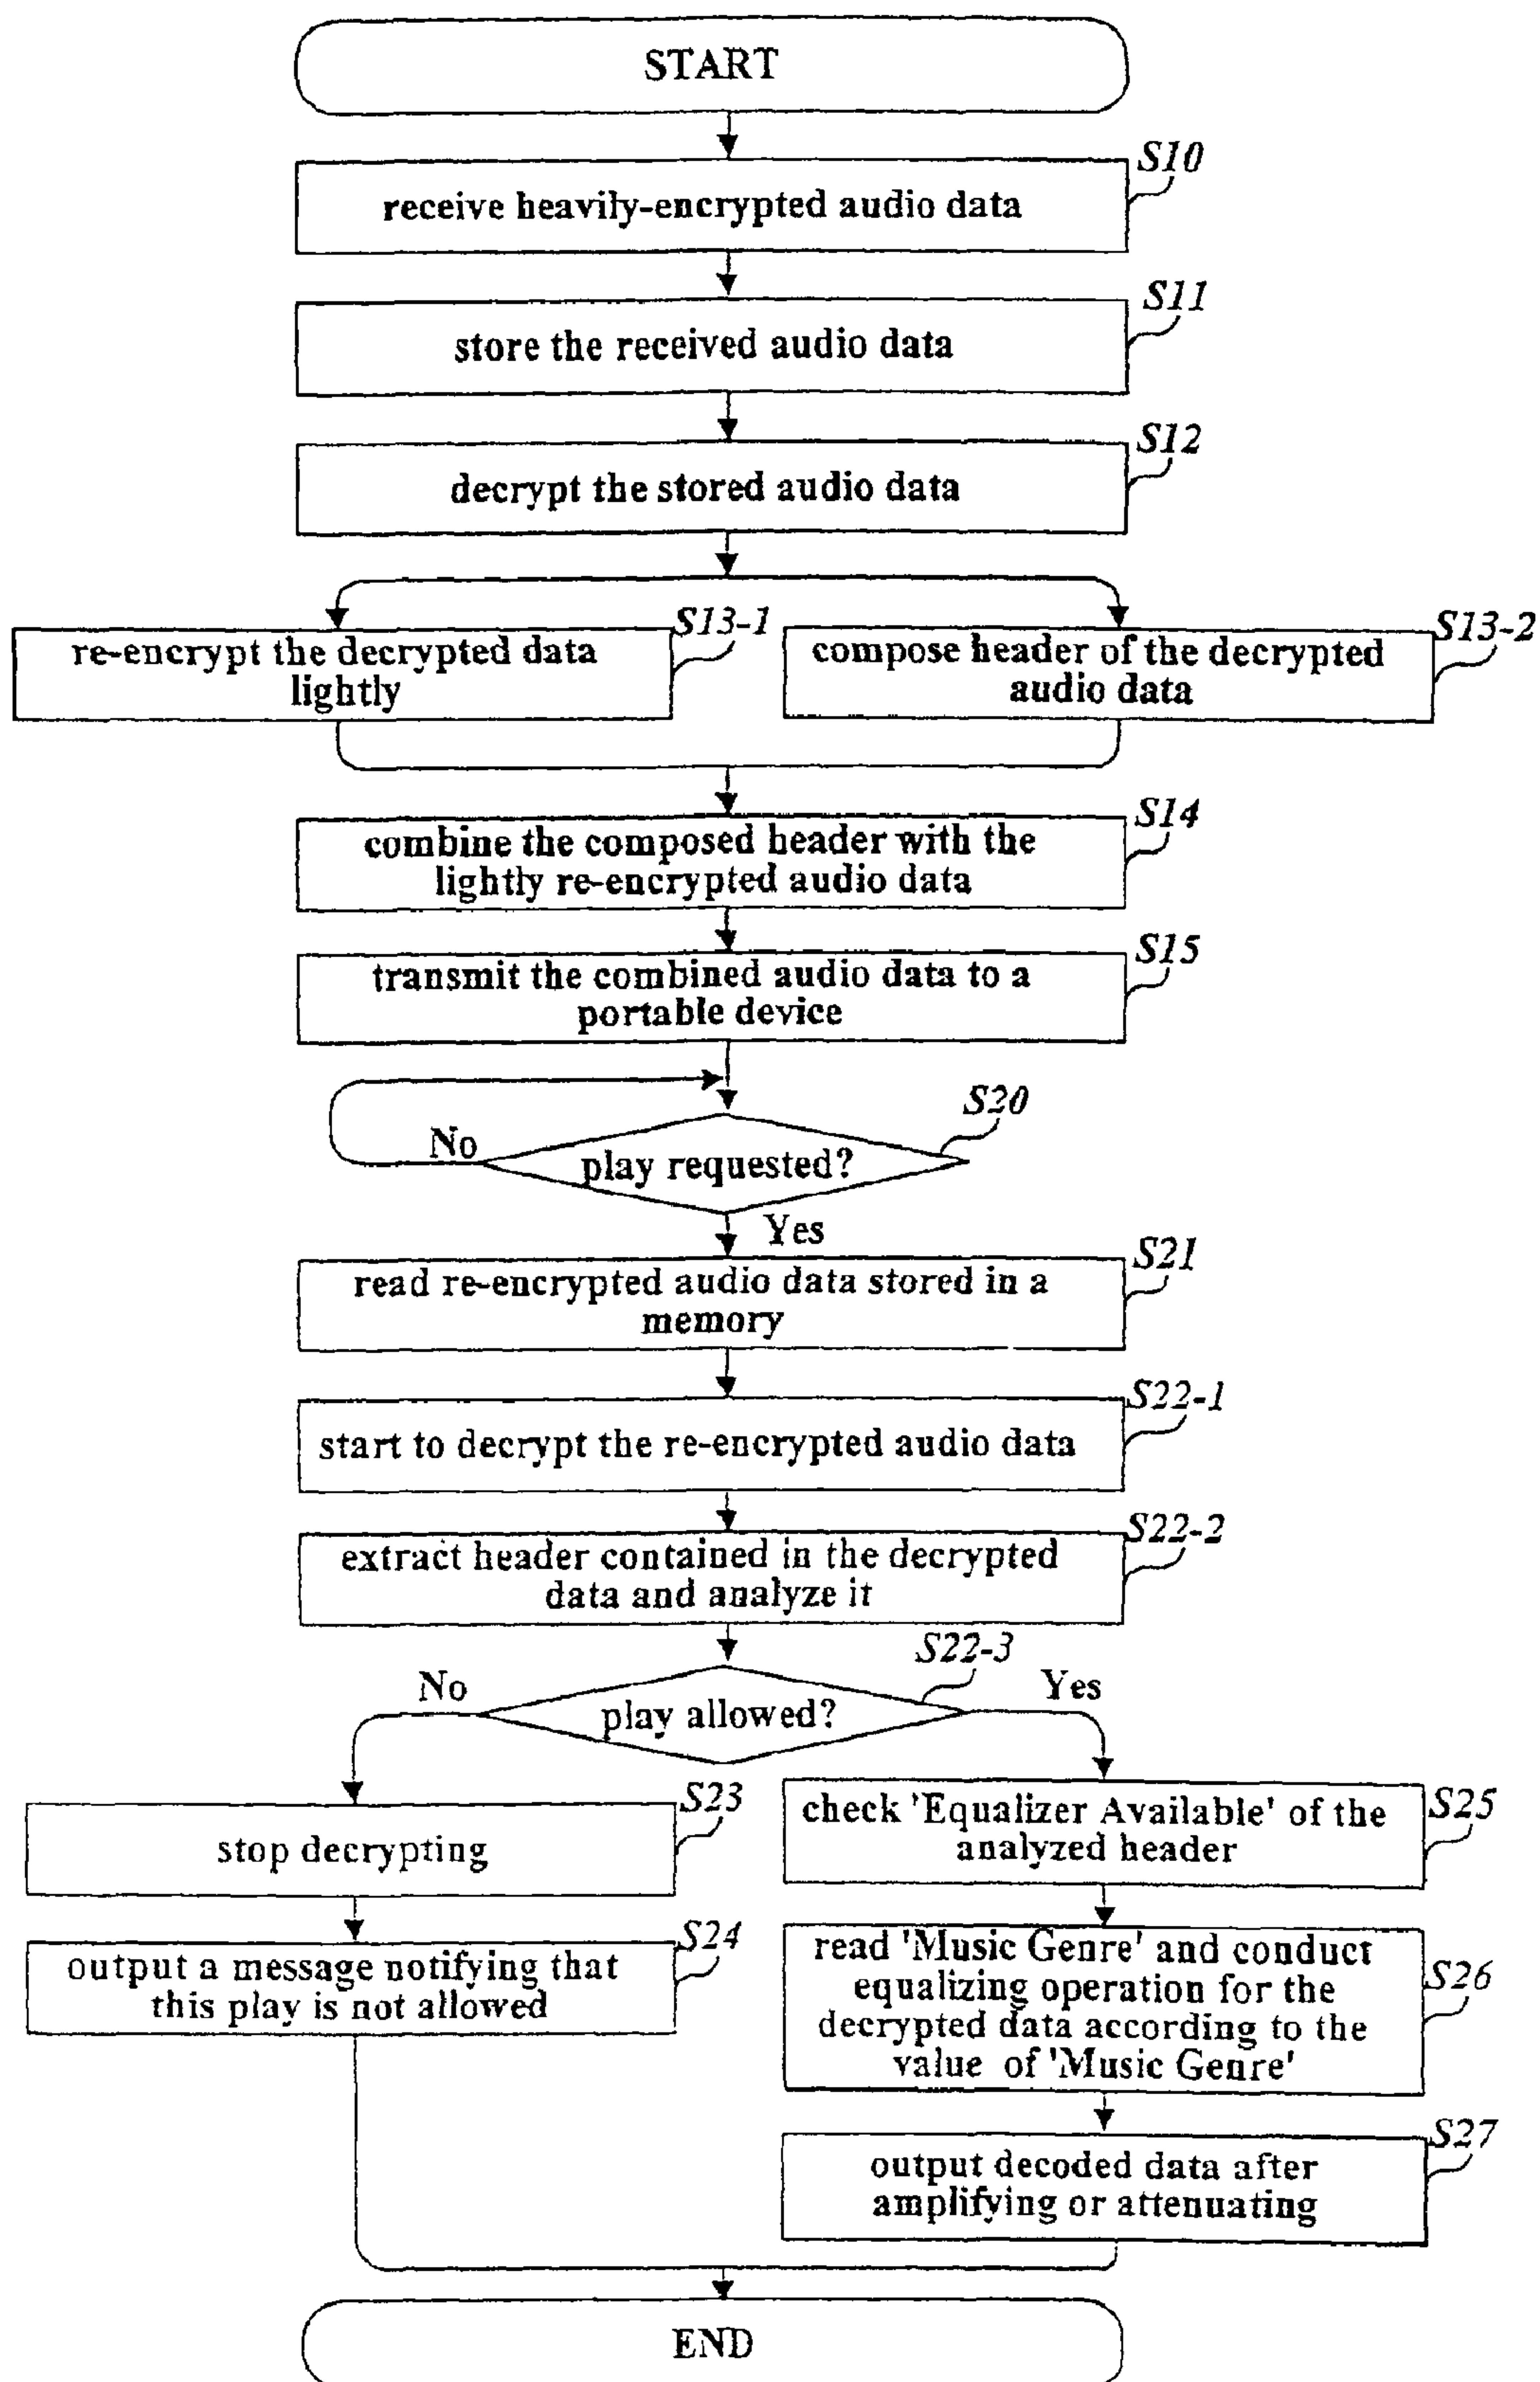 START
S10
receive heavily-encrypted audio data
S11
store the received audio data
S12
decrypt the stored audio data
S13-1
re-encrypt the decrypted data
lightly
S13-2
compose header of the decrypted
audio data
S14
combine the composed header with the
lightly re-encrypted audio data
S15
transmit the combined audio data to a
portable device
S20
No
play requested?
Yes
S21
read re-encrypted audio data stored in a
memory
S22-1
start to decrypt the re-encrypted audio data
S22-2
extract header contained in the decrypted
data and analyze it
S22-3
No
Yes
play allowed?
S23
stop decrypting
S24
output a message notifying that
this play is not allowed
S25
check 'Equalizer Available' of the
analyzed header
S26
read 'Music Genre' and conduct
equalizing operation for the
decrypted data according to the
value of 'Music Genre'
S27
output decoded data after
amplifying or attenuating
END